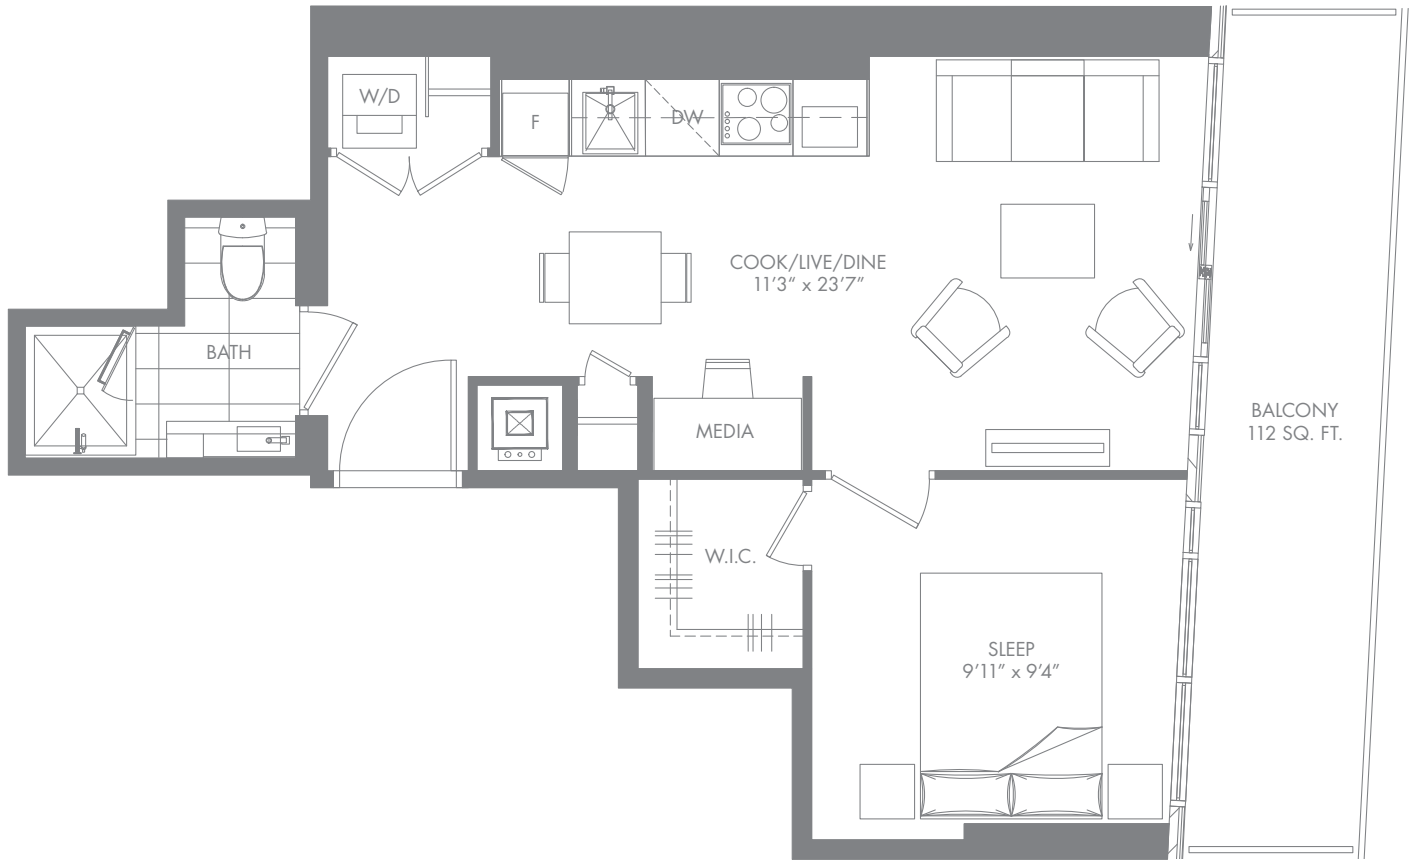 W/D
F
DW
COOK/LIVE/DINE
11'3" x 23'7"
BATH
MEDIA
BALCONY
112 SQ. FT.
W.I.C.
SLEEP
9'11" x 9'4"